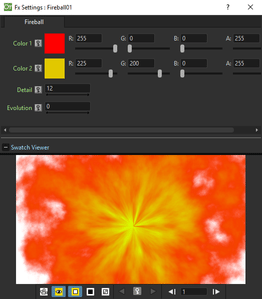 Fx Settings : Fireball01
Fireball
Color 1 R: 255 G: 0 B: 0 A: 255
Color 2 R: 225 G: 200 B: 0 A: 255
Detail 12
Evolution 0
Swatch Viewer
1